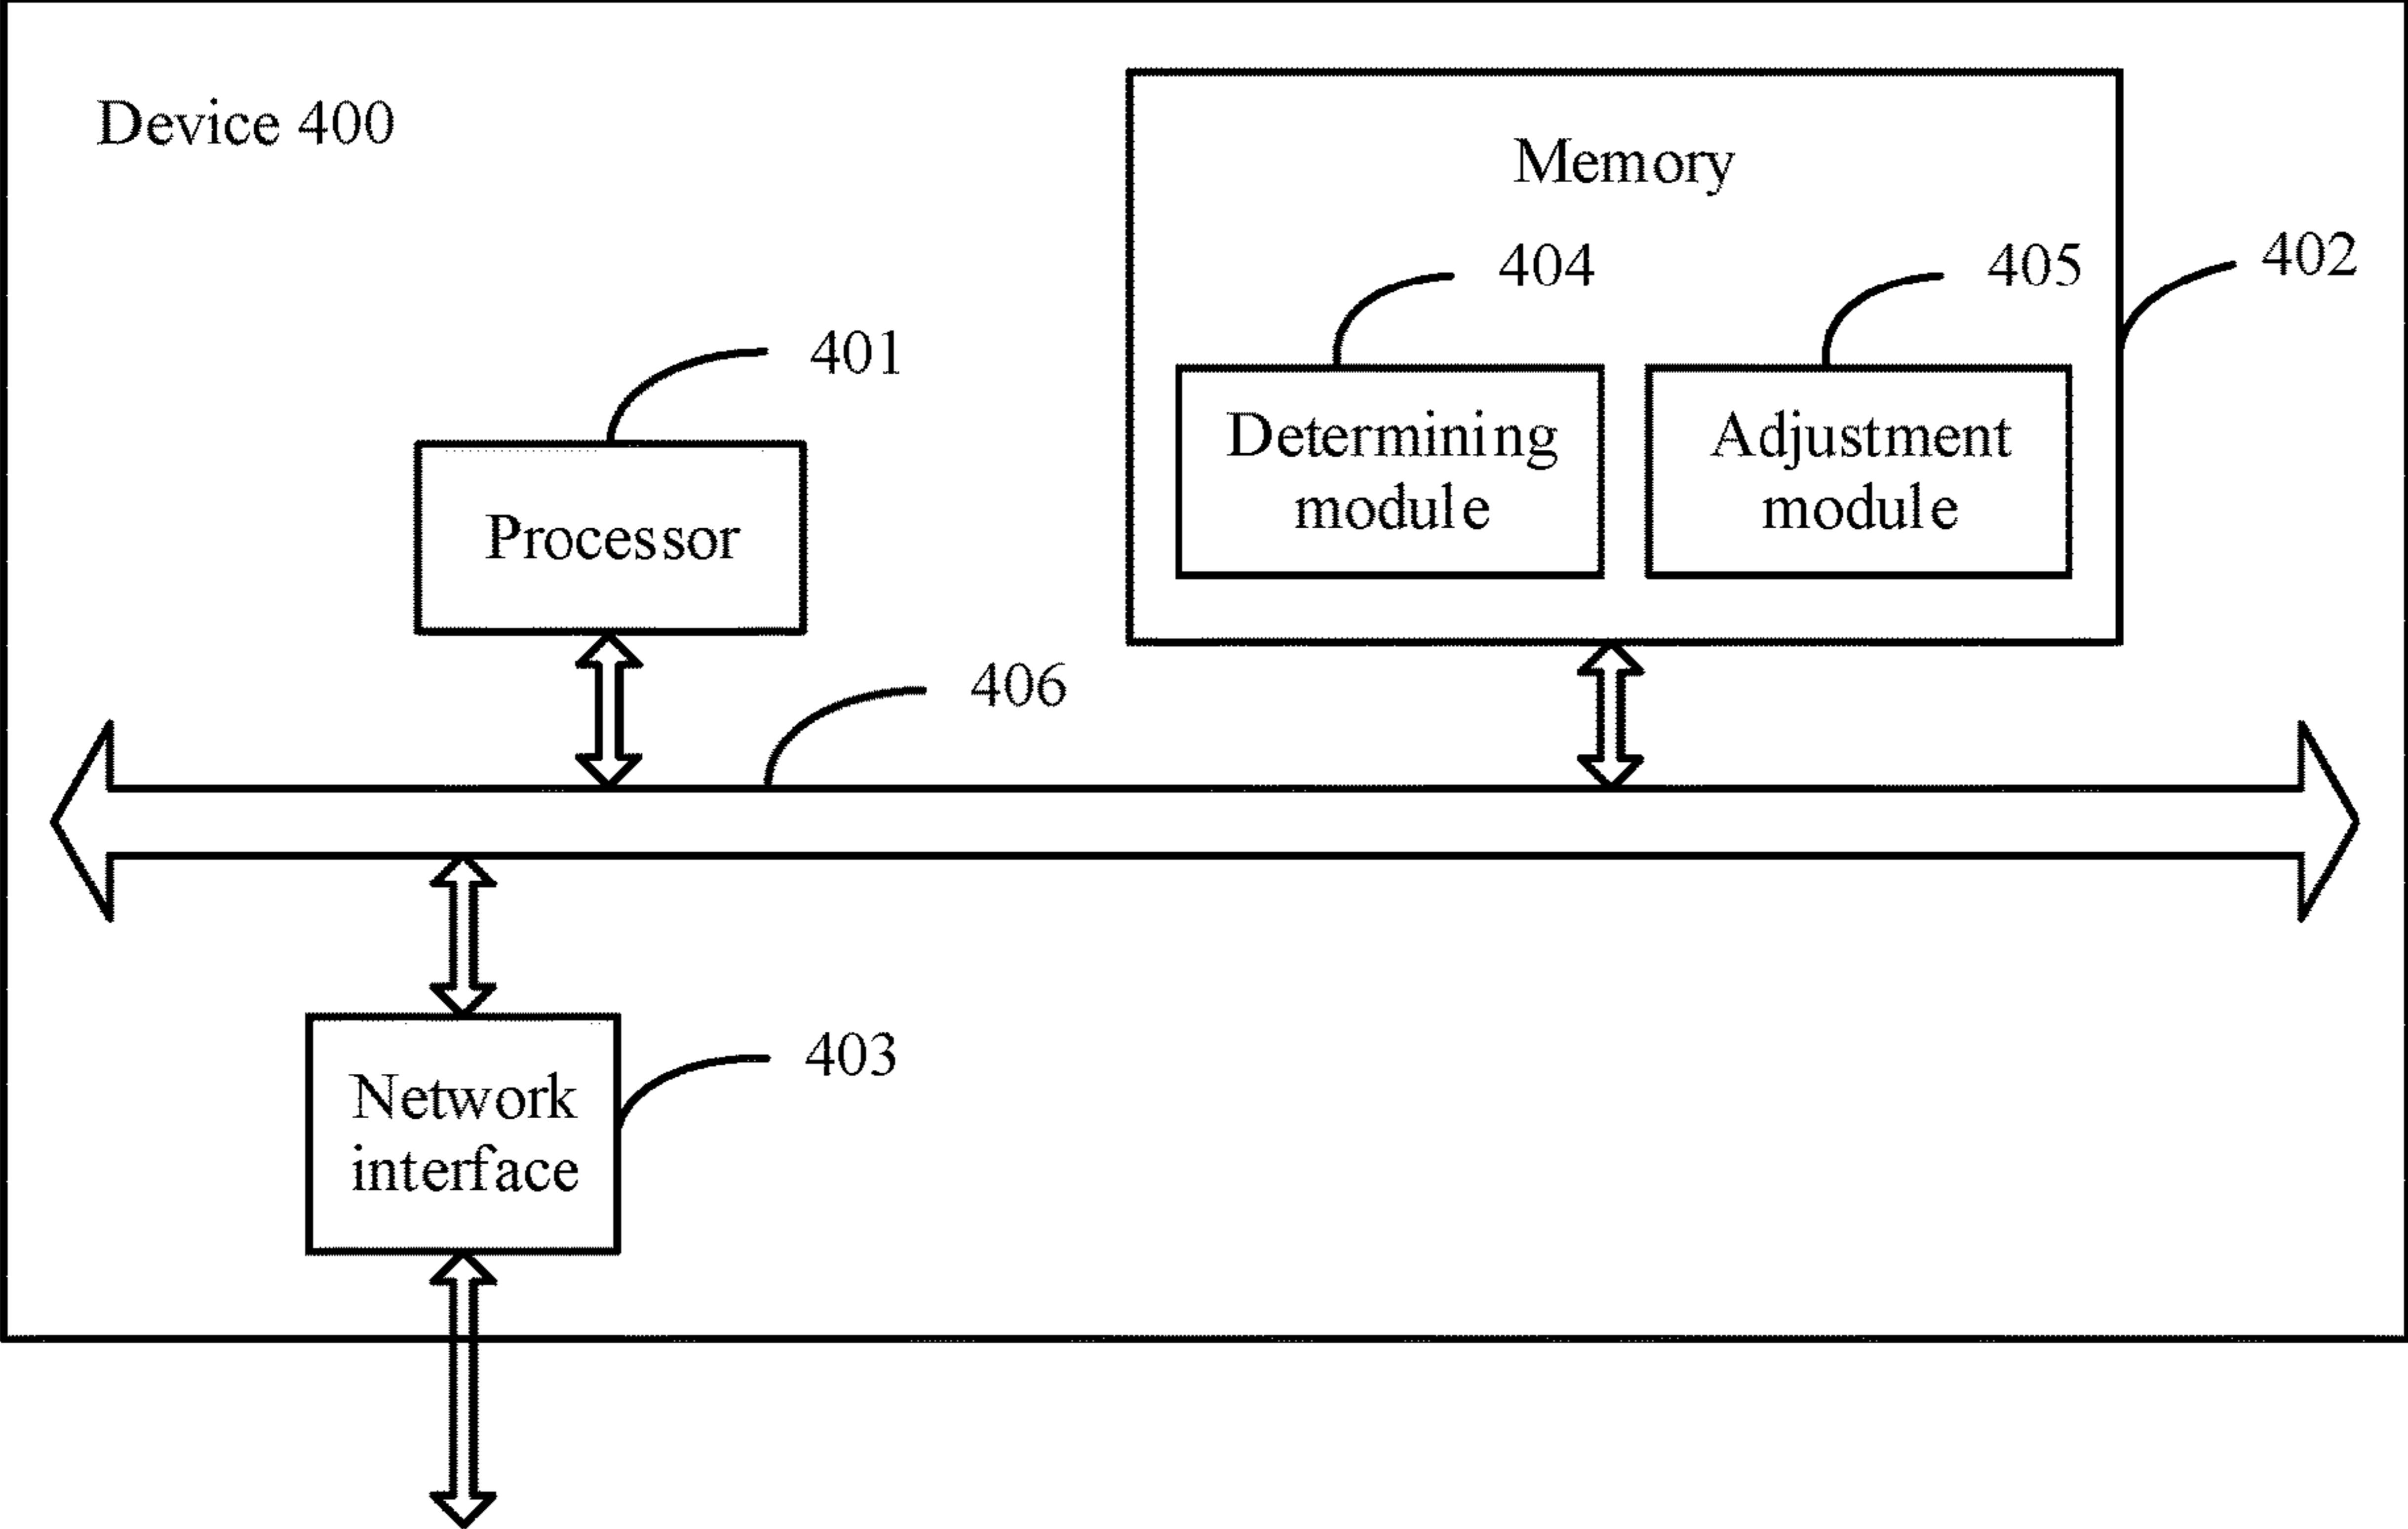 Device 400
Memory
404
405
402
401
Determining
module
Adjustment
module
Processor
406
403
Network
interface